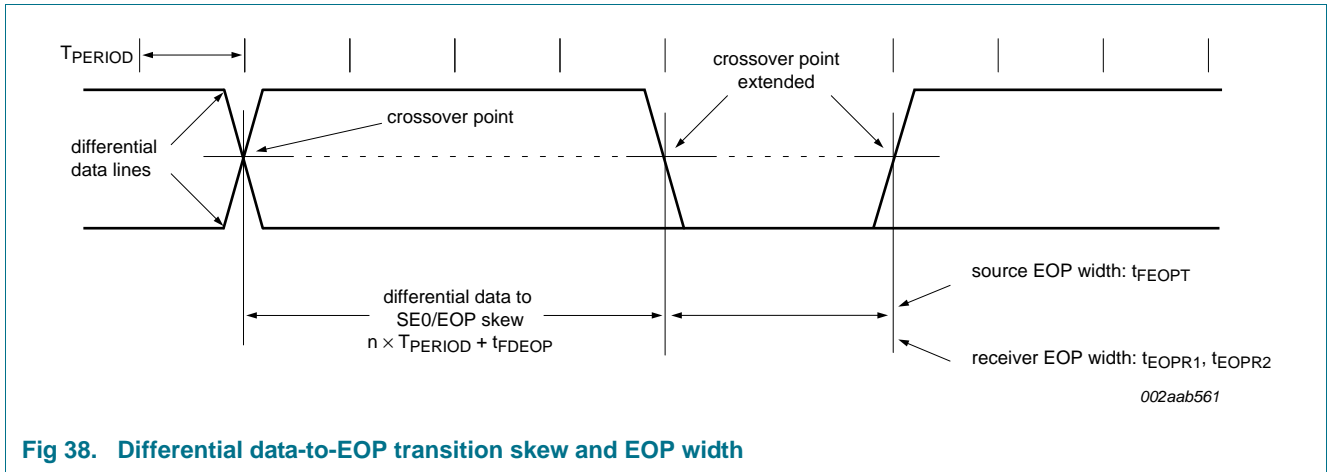 TPERIOD
crossover point
extended
crossover point
differential
data lines
source EOP width: tFEOPT
differential data to
SE0/EOP skew
n × TPERIOD + tFDEOP
receiver EOP width: tEOPR1, tEOPR2
002aab561
Fig 38. Differential data-to-EOP transition skew and EOP width